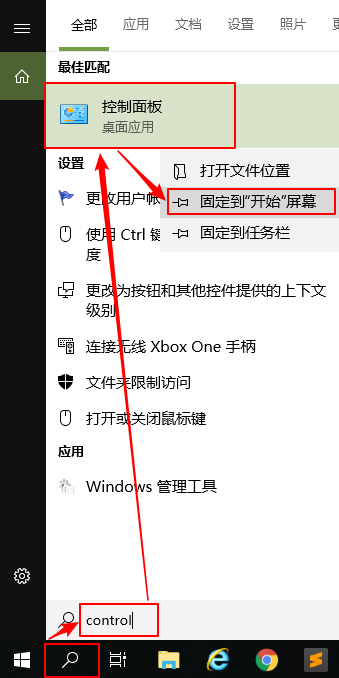 全部 应用 文档 设置 照片
最佳匹配
控制面板
桌面应用
打开文件位置
设置
固定到"开始"屏幕
更改用户帐
固定到任务栏
使用 Ctrl 键
度
更改为按钮和其他控件提供的上下文
级别
连接无线 Xbox One 手柄
文件夹限制访问
打开或关闭鼠标键
应用
Windows 管理工具
control